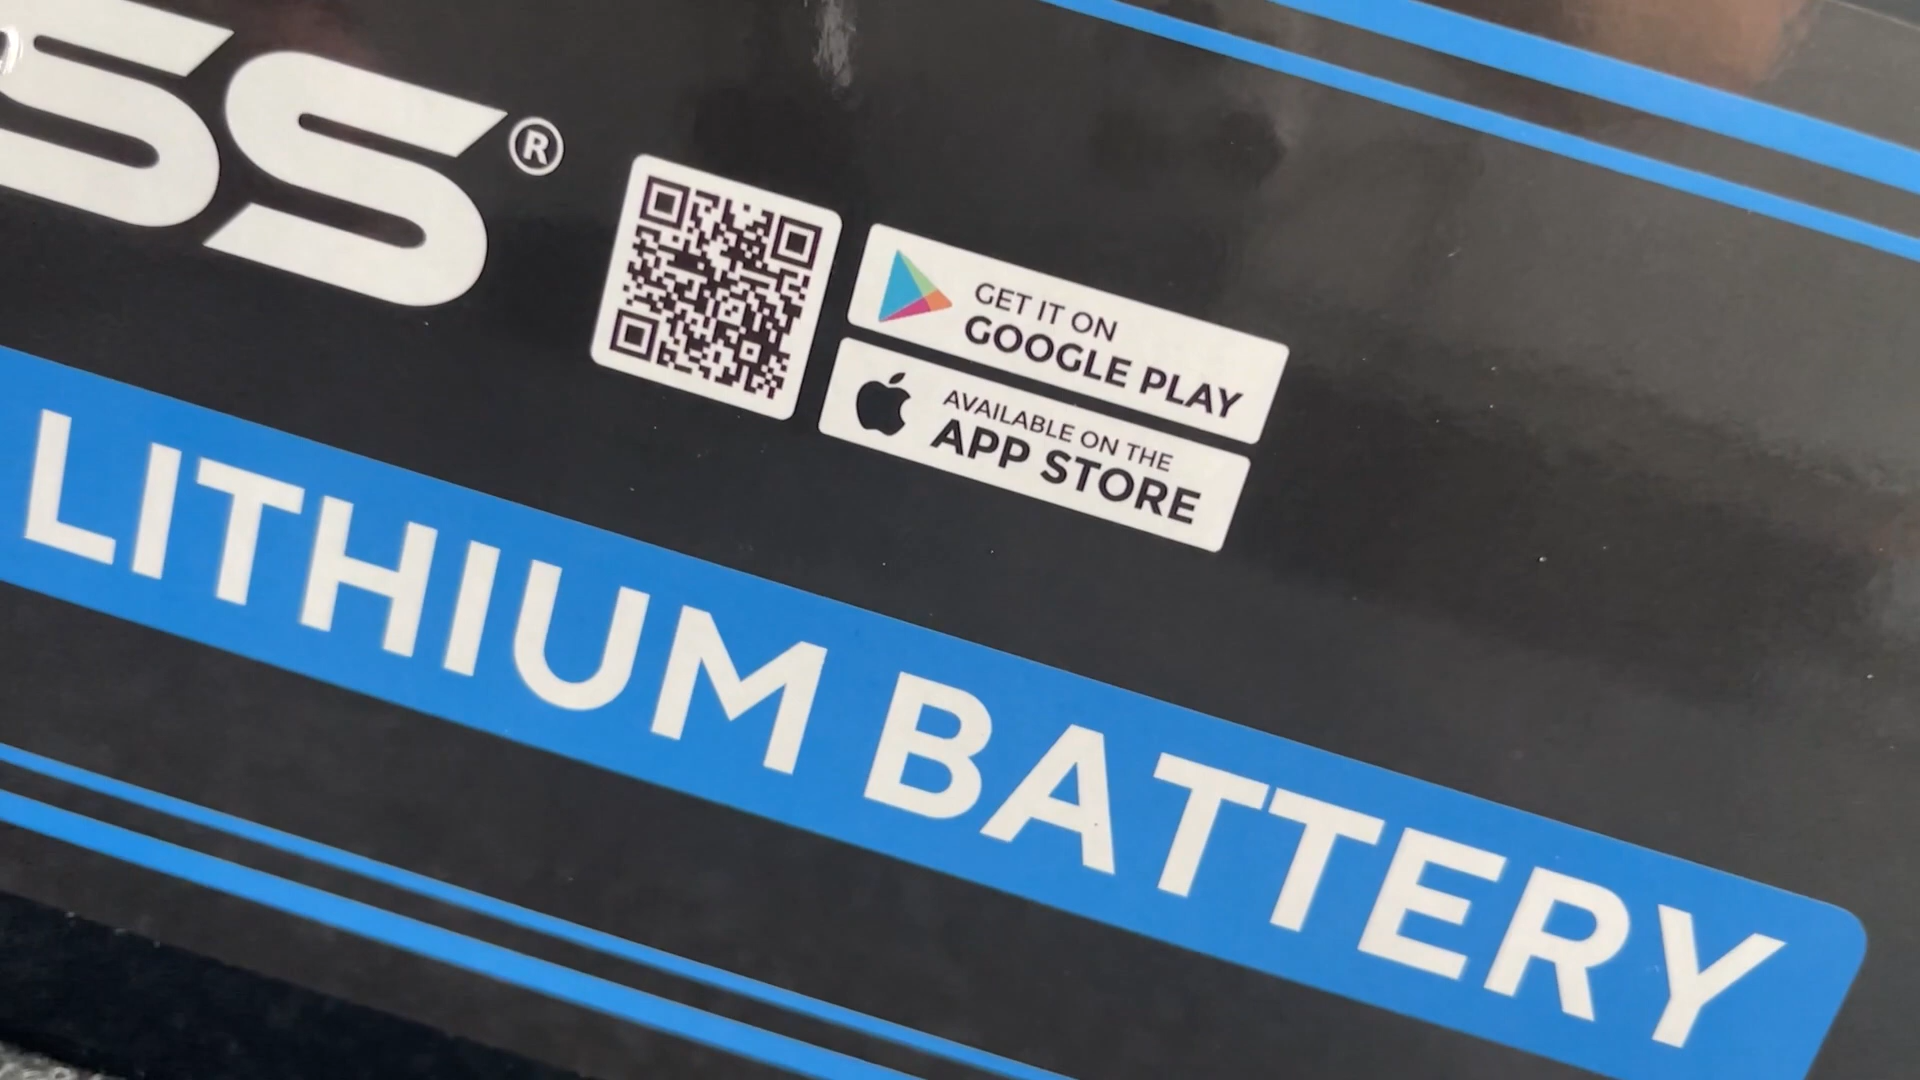 SS®
GET IT ON
GOOGLE PLAY
AVAILABLE ON THE
APP STORE
LITHIUM BATTERY